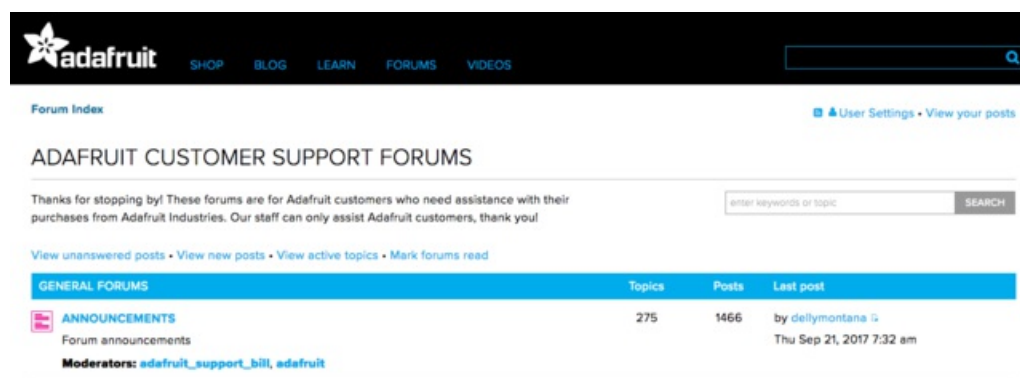 adafruit SHOP BLOG LEARN FORUMS VIDEOS
Forum Index User Settings • View your posts
ADAFRUIT CUSTOMER SUPPORT FORUMS
Thanks for stopping by! These forums are for Adafruit customers who need assistance with their
purchases from Adafruit Industries. Our staff can only assist Adafruit customers, thank you!
enter keywords or topic SEARCH
View unanswered posts • View new posts • View active topics • Mark forums read
GENERAL FORUMS Topics Posts Last post
ANNOUNCEMENTS 275 1466 by dellymontana
Forum announcements Thu Sep 21, 2017 7:32 am
Moderators: adafruit_support_bill, adafruit